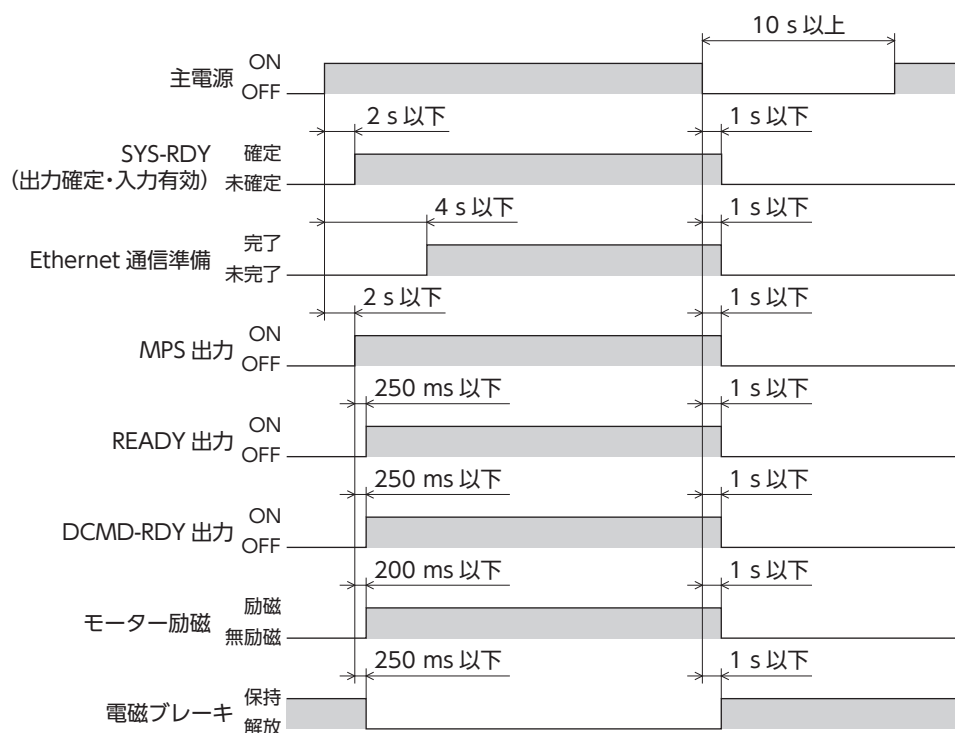 10 s 以上
主電源 ON
OFF
2 s 以下 1 s 以下
SYS-RDY
(出力確定・入力有効)
確定
未確定
4 s 以下 1 s 以下
Ethernet 通信準備
完了
未完了
2 s 以下 1 s 以下
MPS 出力 ON
OFF
250 ms 以下 1 s 以下
READY 出力 ON
OFF
250 ms 以下 1 s 以下
DCMD-RDY 出力 ON
OFF
200 ms 以下 1 s 以下
モーター励磁 励磁
無励磁
250 ms 以下 1 s 以下
電磁ブレーキ 保持
解放